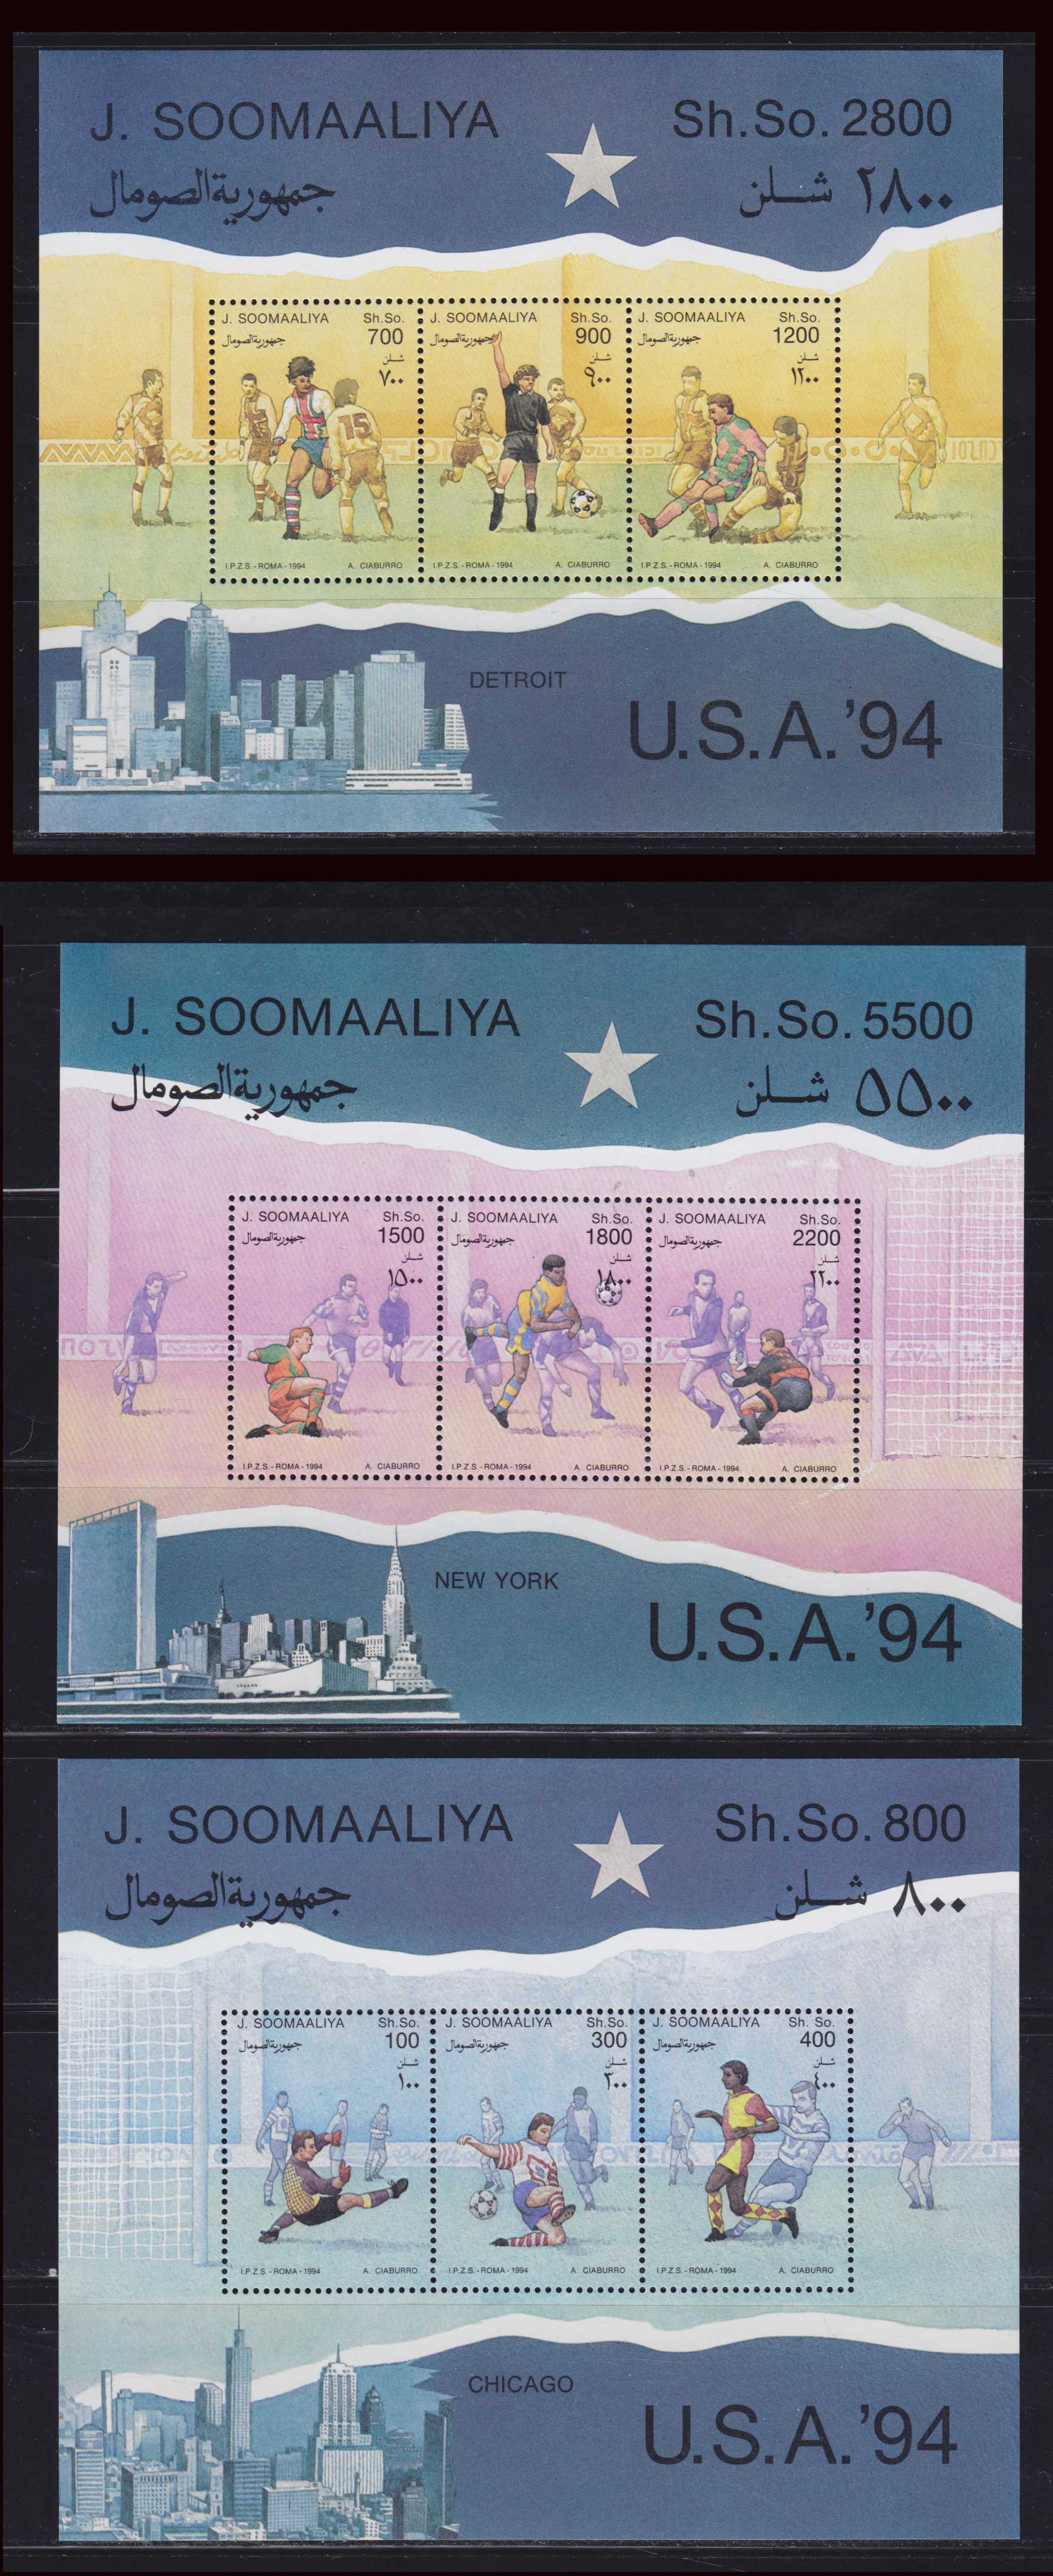 J. SOOMAALIYA Sh.So. 2800
جمهورية الصومال شلن ٢٨٠٠
J. SOOMAALIYA Sh.So.
700
جمهورية الصومال شلن
٧٠٠
15
I.P.Z.S. - ROMA - 1994 A. CIABURRO
J. SOOMAALIYA Sh.So.
900
جمهورية الصومال شلن
٩٠٠
I.P.Z.S. - ROMA - 1994 A. CIABURRO
J. SOOMAALIYA Sh.So.
1200
جمهورية الصومال شلن
١٢٠٠
I.P.Z.S. - ROMA - 1994 A. CIABURRO
DETROIT
U.S.A. ’94
J. SOOMAALIYA Sh.So. 5500
جمهورية الصومال شلن ٥٥٠٠
J. SOOMAALIYA Sh.So.
1500
جمهورية الصومال شلن
١٥٠٠
I.P.Z.S. - ROMA - 1994 A. CIABURRO
J. SOOMAALIYA Sh.So.
1800
جمهورية الصومال شلن
١٨٠٠
I.P.Z.S. - ROMA - 1994 A. CIABURRO
J. SOOMAALIYA Sh.So.
2200
جمهورية الصومال شلن
٢٢٠٠
I.P.Z.S. - ROMA - 1994 A. CIABURRO
NEW YORK
U.S.A. ’94
J. SOOMAALIYA Sh.So. 800
جمهورية الصومال شلن ٨٠٠
J. SOOMAALIYA Sh.So.
100
جمهورية الصومال شلن
١٠٠
I.P.Z.S. - ROMA - 1994 A. CIABURRO
J. SOOMAALIYA Sh.So.
300
جمهورية الصومال شلن
٣٠٠
I.P.Z.S. - ROMA - 1994 A. CIABURRO
J. SOOMAALIYA Sh. So.
400
جمهورية الصومال شلن
٤٠٠
I.P.Z.S. - ROMA - 1994 A. CIABURRO
CHICAGO
U.S.A. ’94